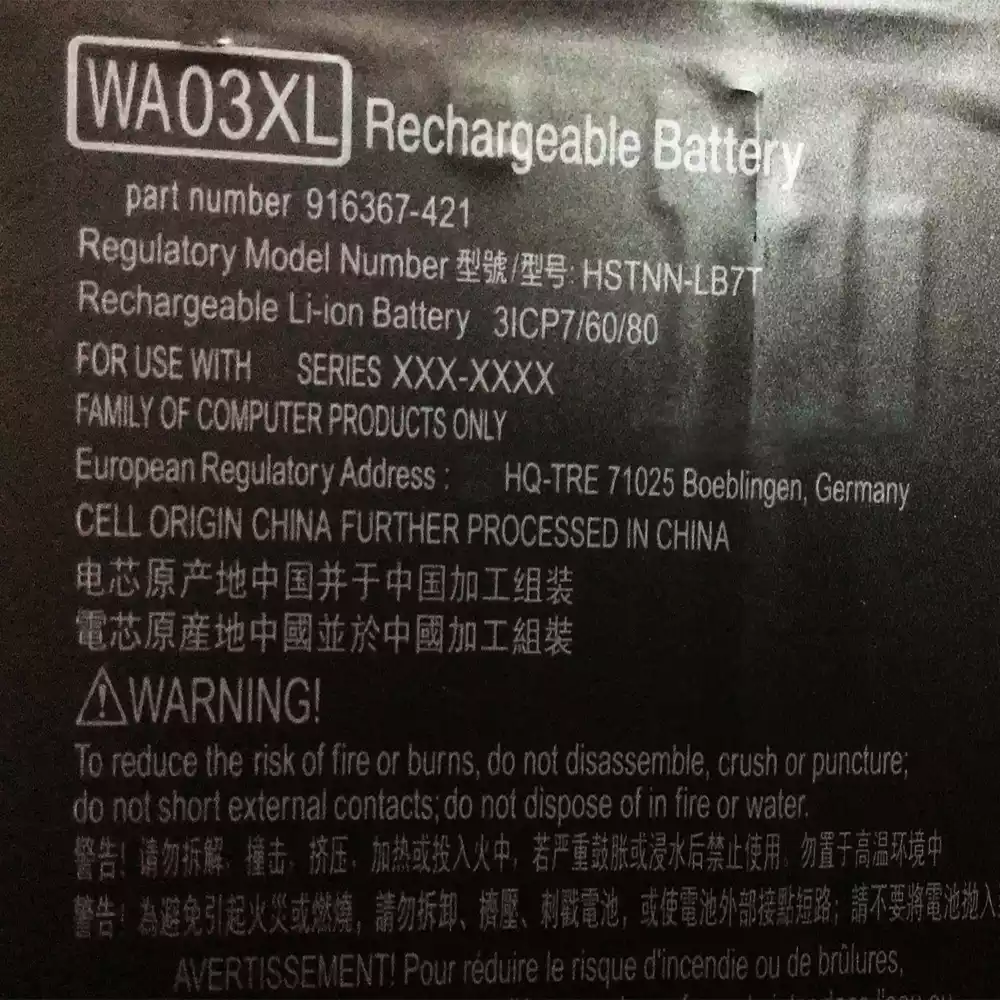 WA03XL Rechargeable Battery
part number 916367-421
Regulatory Model Number 型號/型号: HSTNN-LB7T
Rechargeable Li-ion Battery 3ICP7/60/80
FOR USE WITH SERIES XXX-XXXX
FAMILY OF COMPUTER PRODUCTS ONLY
European Regulatory Address : HQ-TRE 71025 Boeblingen, Germany
CELL ORIGIN CHINA FURTHER PROCESSED IN CHINA
电芯原产地中国并于中国加工组装
電芯原產地中國並於中國加工組裝
⚠WARNING!
To reduce the risk of fire or burns, do not disassemble, crush or puncture;
do not short external contacts; do not dispose of in fire or water.
警告! 请勿拆解, 撞击, 挤压, 加热或投入火中, 若严重鼓胀或浸水后禁止使用, 勿置于高温环境中
警告! 為避免引起火災或燃燒, 請勿拆卸、擠壓、刺戳電池, 或使電池外部接點短路; 請不要將電池拋入
AVERTISSEMENT! Pour réduire le risque d'incendie ou de brûlures,